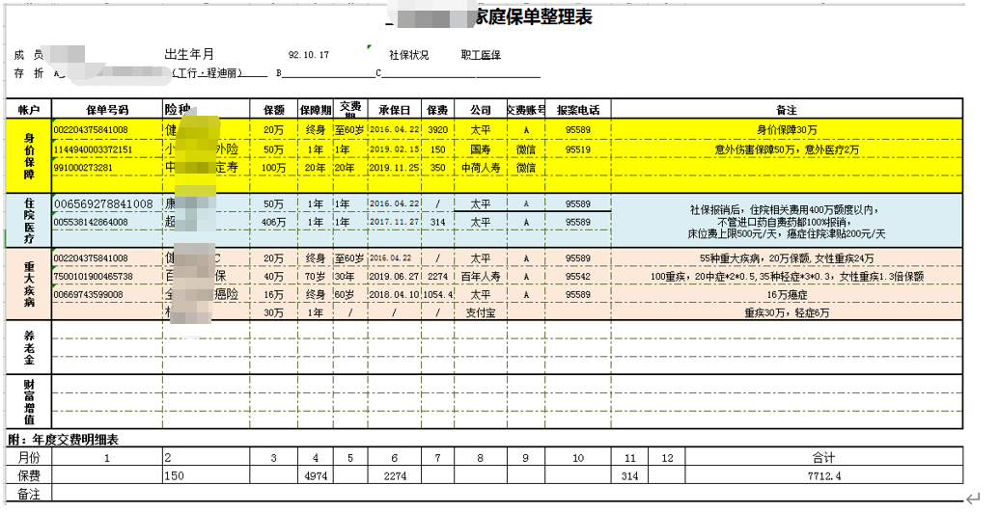 家庭保单整理表
成 员 出生年月 92.10.17 社保状况 职工医保
存 折 A (工行·程迪丽) B C
帐户 保单号码 险种 保额 保障期 交费期 承保日 保费 公司 交费账号 报案电话 备注
身价保障
002204375841008 健 20万 终身 至60岁 2016.04.22 3920 太平 A 95589 身价保障30万
1144940003372151 小 外险 50万 1年 1年 2019.02.15 150 国寿 微信 95519 意外伤害保障50万，意外医疗2万
991000273281 中 定寿 100万 20年 20年 2019.11.25 350 中荷人寿 微信
住院医疗
006569278841008 康 50万 1年 1年 2016.04.22 / 太平 A 95589
005538142864008 超 406万 1年 1年 2017.11.27 314 太平 A 95589
社保报销后，住院相关费用400万额度以内，
不管进口药自费药都100%报销，
床位费上限500元/天，癌症住院津贴200元/天
重大疾病
002204375841008 健 C 20万 终身 至60岁 2016.04.22 / 太平 A 95589 55种重大疾病，20万保额，女性重疾24万
7500101900465738 百 保 40万 70岁 30年 2019.06.27 2274 百年人寿 A 95542 100重疾，20中症*2*0.5,35种轻症*3*0.3，女性重疾1.3倍保额
00669743599008 全 癌险 16万 终身 60岁 2018.04.10 1054.4 太平 A 95589 16万癌症
30万 1年 / / / 支付宝 重疾30万，轻症6万
养老金
财富增值
附：年度交费明细表
月份 1 2 3 4 5 6 7 8 9 10 11 12 合计
保费 150 4974 2274 314 7712.4
备注